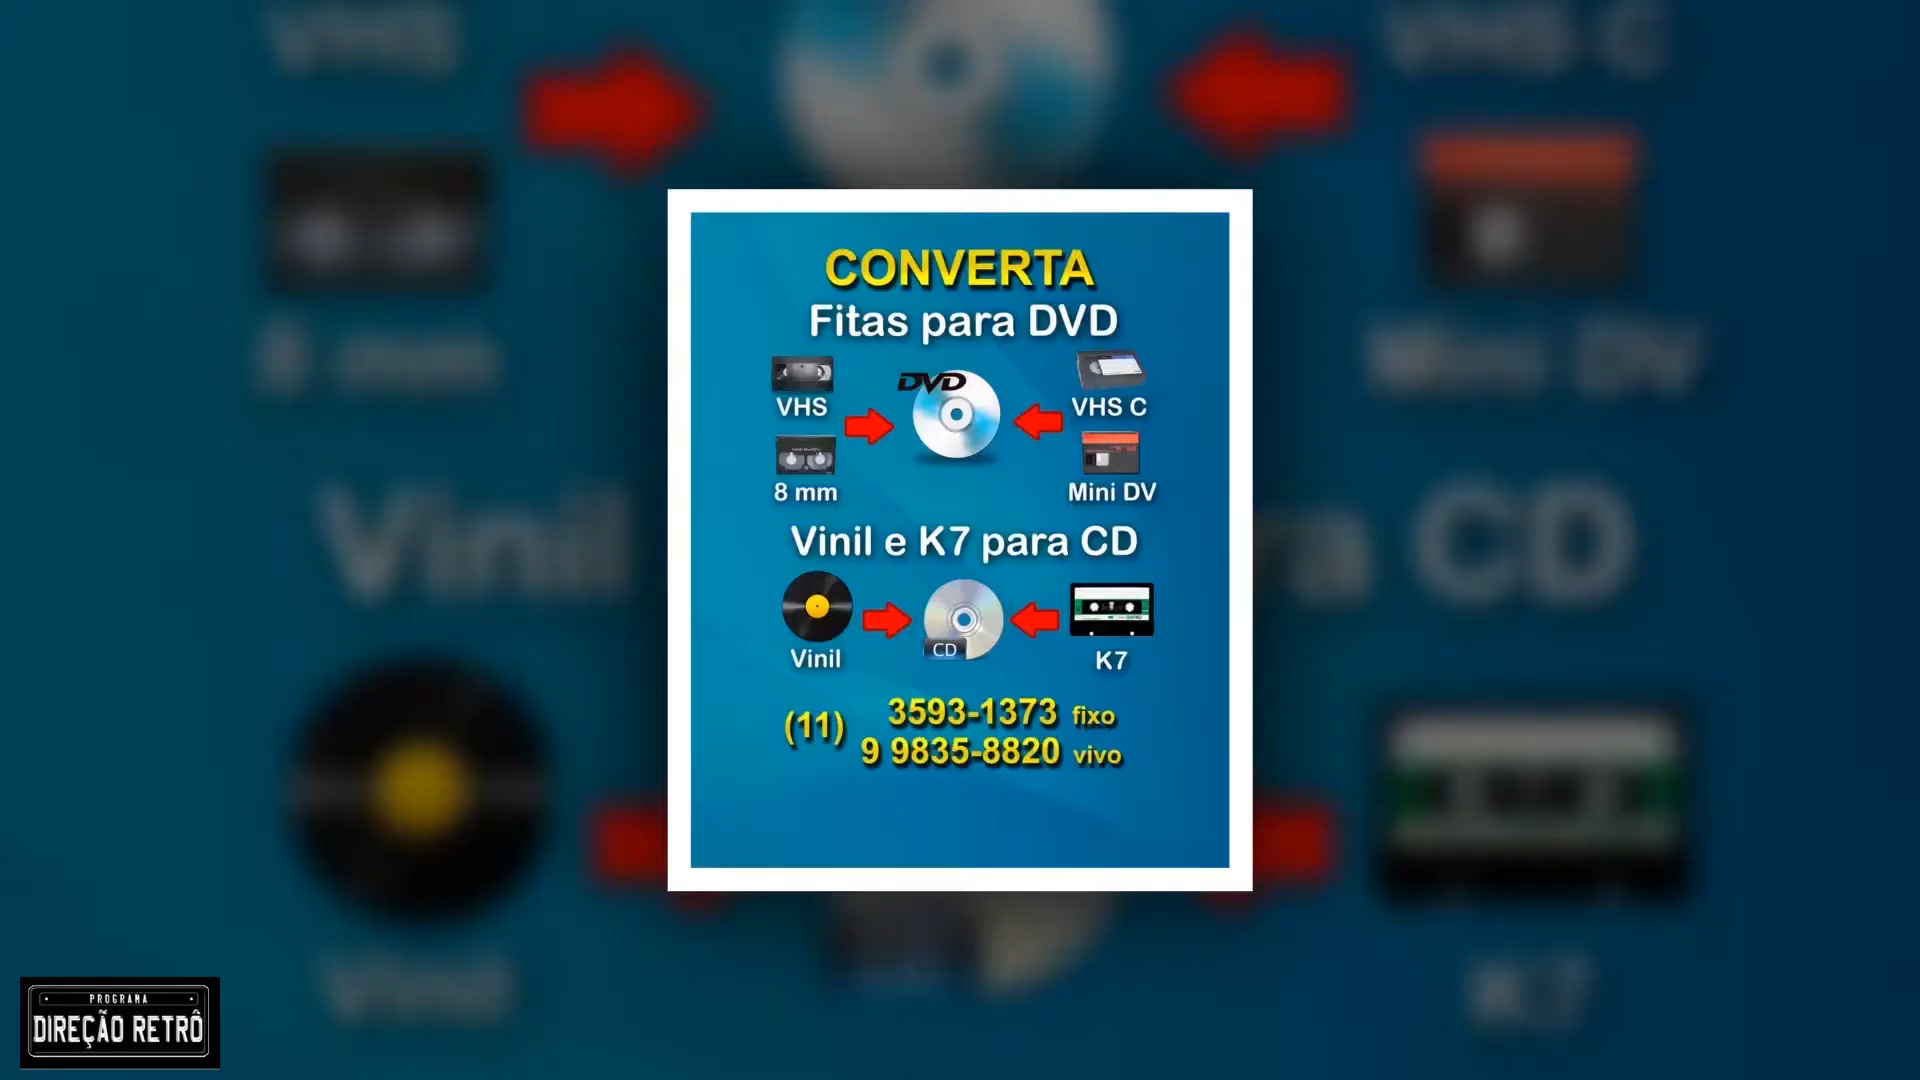 CONVERTA
Fitas para DVD
DVD
VHS
VHS C
8 mm
Mini DV
Vinil e K7 para CD
CD
Vinil
K7
(11) 3593-1373 fixo
9 9835-8820 vivo
PROGRAMA
DIREÇÃO RETRÔ